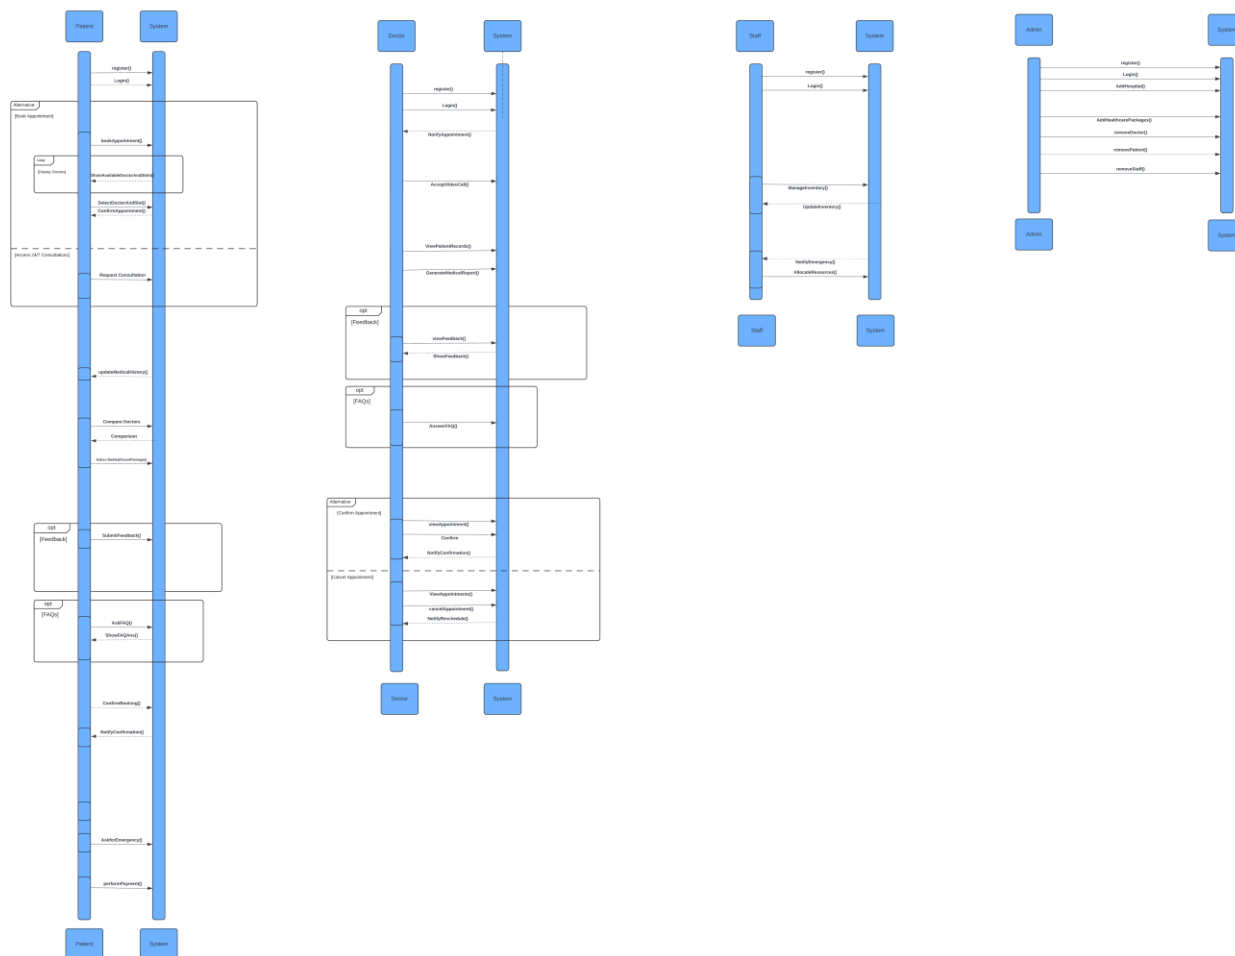 Patient
System
register()
Login()
Alternative
[Book Appointment]
bookAppointment()
Loop
[Display Doctors]
ShowAvailableDoctorAndSlots()
SelectDoctorAndSlot()
ConfirmAppointment()
[Access 24/7 Consultations]
Request Consultation
updateMedicalHistory()
Compare Doctors
Comparison
opt
[Feedback]
SubmitFeedback()
opt
[FAQs]
AskFAQ()
ShowFAQAns()
ConfirmBooking()
NotifyConfirmation()
AskforEmergency()
performPayment()
Patient
System
Doctor
System
register()
Login()
NotifyAppointment()
AcceptVideoCall()
ViewPatientRecords()
GenerateMedicalReport()
opt
[Feedback]
viewFeedback()
ShowFeedback()
opt
[FAQs]
AnswerFAQ()
Alternative
[Confirm Appointment]
viewAppointment()
Confirm
NotifyConfirmation()
[Cancel Appointment]
ViewAppointments()
cancelAppointment()
NotifyReschedule()
Doctor
System
Staff
System
register()
Login()
ManageInventory()
UpdateInventory()
NotifyEmergency()
AllocateResources()
Staff
System
Admin
System
register()
Login()
AddHospital()
AddHealthcarePackages()
removeDoctor()
removePatient()
removeStaff()
Admin
System